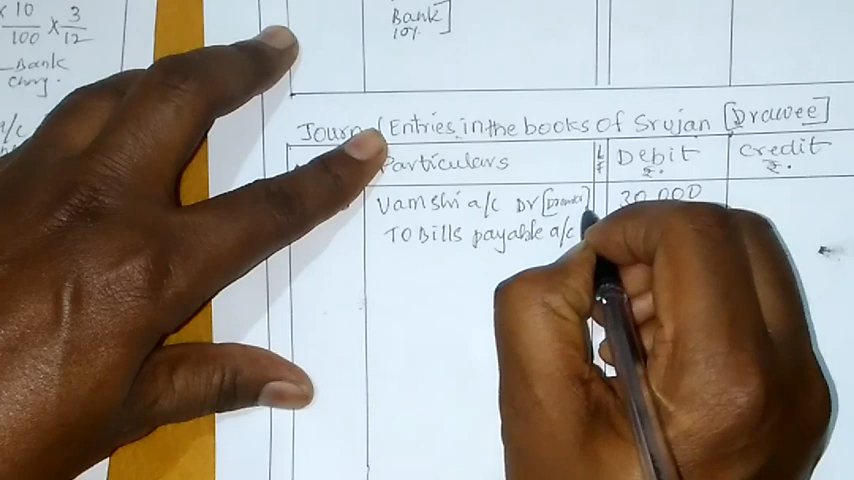 × 10/100 × 3/12
Bank
Bank]
10%
a/c
Entries in the books of Srujan [Drawee]
Particulars L F Debit ₹. Credit ₹.
Vamshi a/c Dr [Drawer] 30,000
TO Bills payable a/c